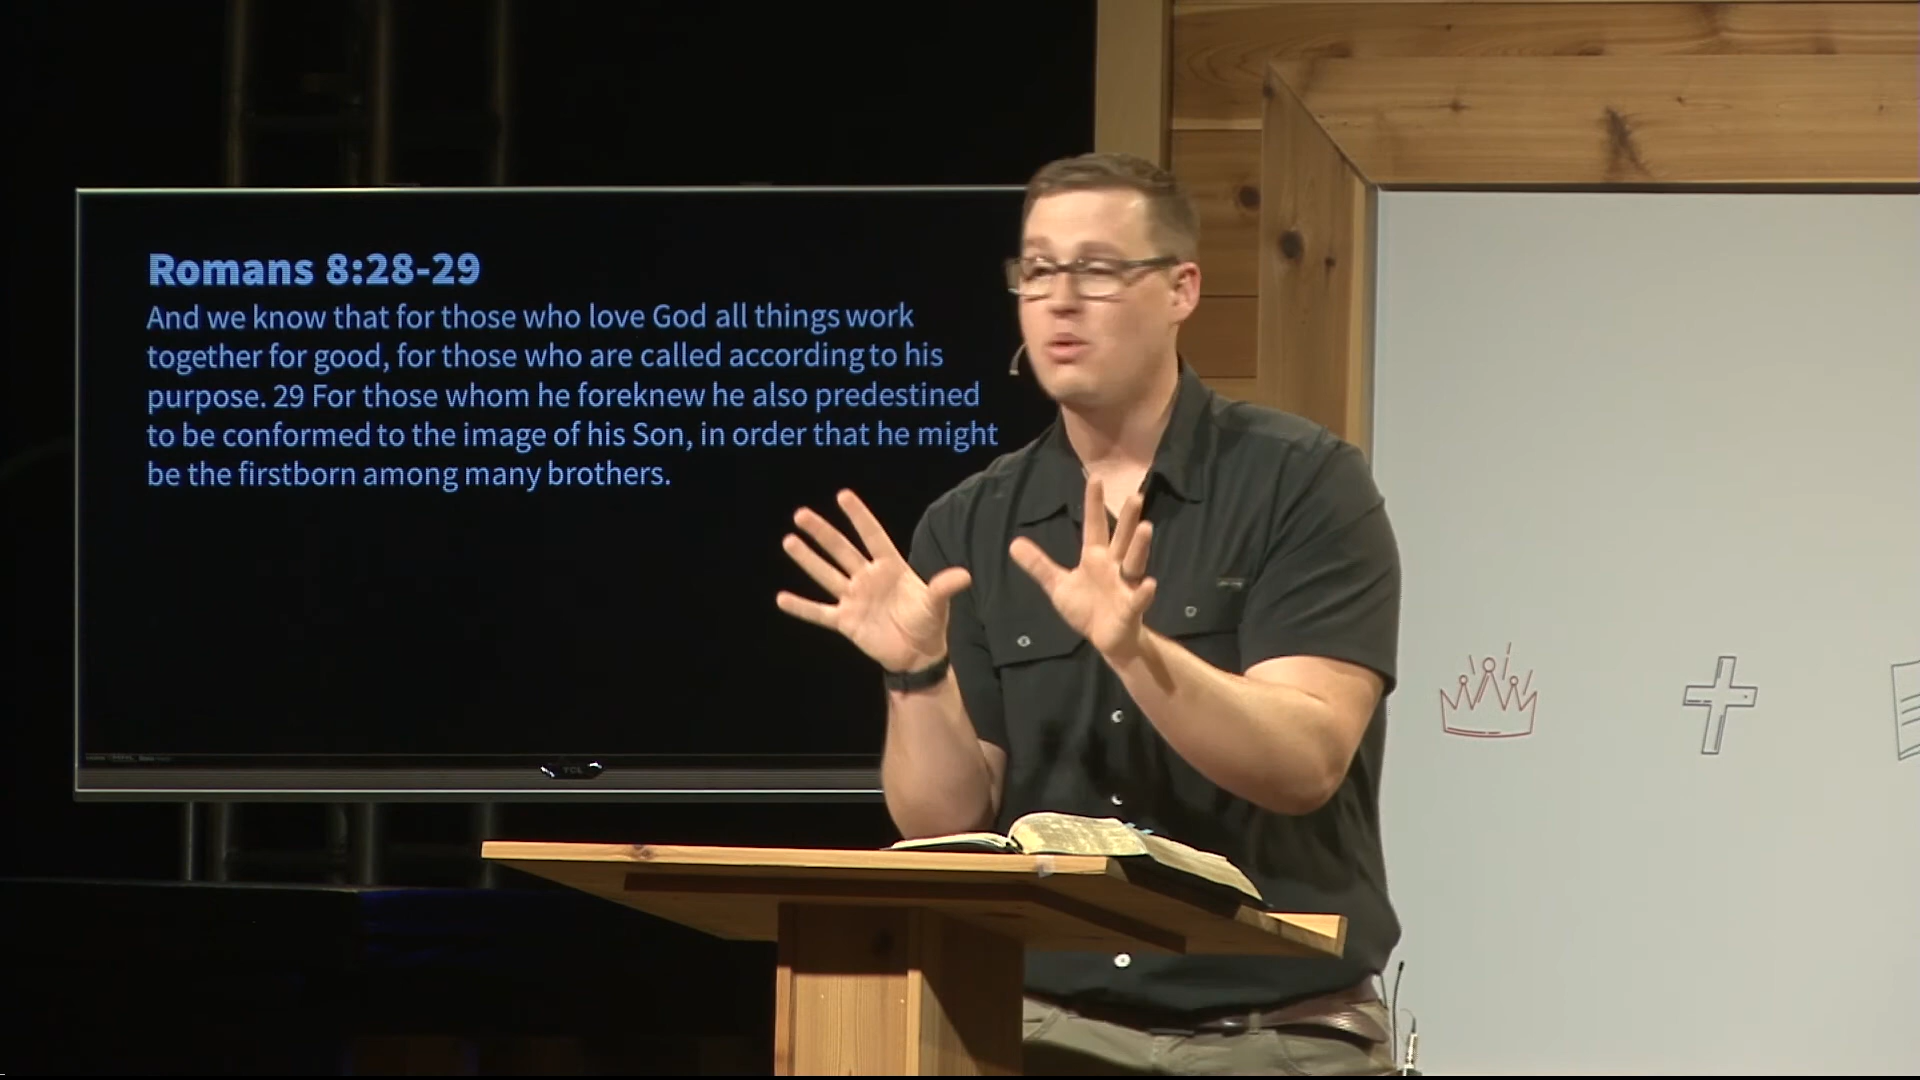 Romans 8:28-29
And we know that for those who love God all things work
together for good, for those who are called according to his
purpose. 29 For those whom he foreknew he also predestined
to be conformed to the image of his Son, in order that he might
be the firstborn among many brothers.
TCL